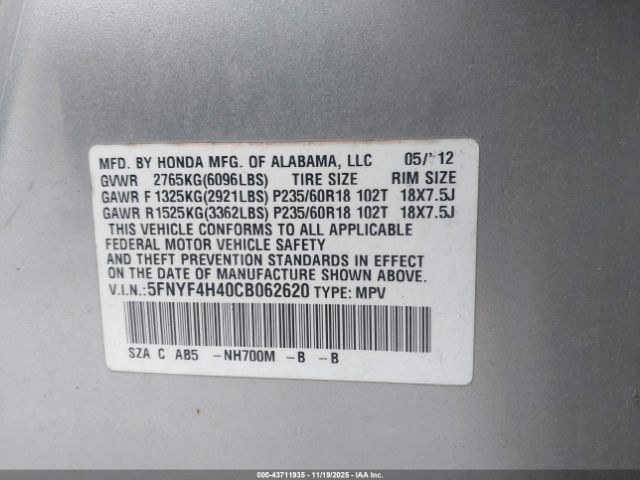 MFD. BY HONDA MFG. OF ALABAMA, LLC 05/12
GVWR 2765KG(6096LBS) TIRE SIZE RIM SIZE
GAWR F 1325KG(2921LBS) P235/60R18 102T 18X7.5J
GAWR R 1525KG(3362LBS) P235/60R18 102T 18X7.5J
THIS VEHICLE CONFORMS TO ALL APPLICABLE
FEDERAL MOTOR VEHICLE SAFETY
AND THEFT PREVENTION STANDARDS IN EFFECT
ON THE DATE OF MANUFACTURE SHOWN ABOVE.
V.I.N.:5FNYF4H40CB062620 TYPE: MPV
SZA C AB5 -NH700M -B -B
000-43711935 - 11/19/2025 - IAAI.com